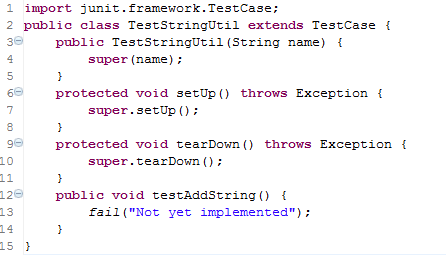 1 import junit.framework.TestCase;
2 public class TestStringUtil extends TestCase {
3 public TestStringUtil(String name) {
4 super(name);
5 }
6 protected void setUp() throws Exception {
7 super.setUp();
8 }
9 protected void tearDown() throws Exception {
10 super.tearDown();
11 }
12 public void testAddString() {
13 fail("Not yet implemented");
14 }
15 }